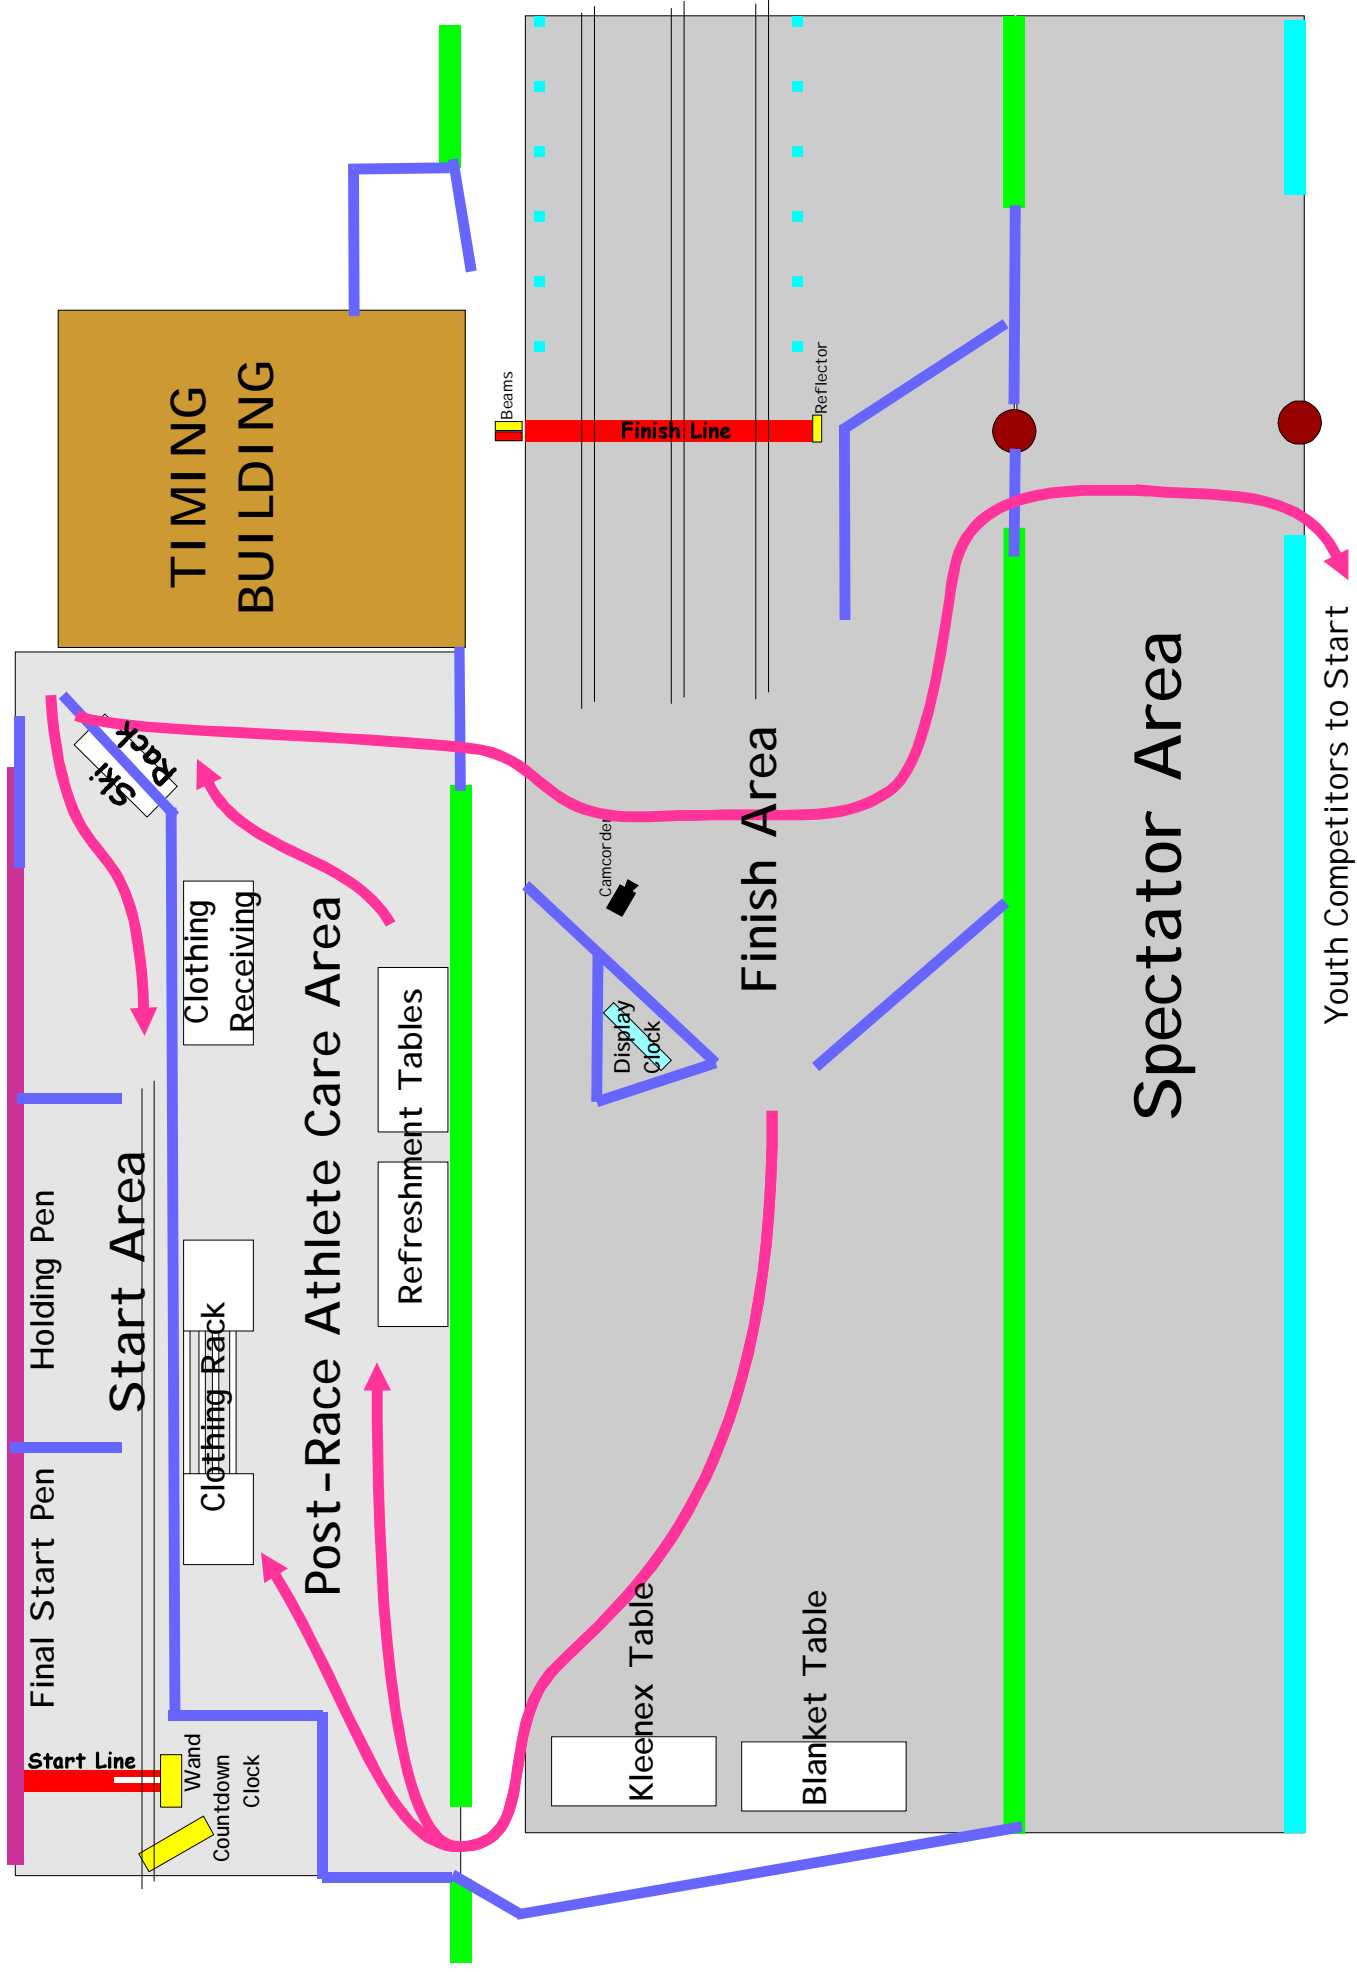 TIMING
BUILDING
Beams
Finish Line
Reflector
Ski
Rack
Clothing
Receiving
Camcorder
Display
Clock
Finish Area
Spectator Area
Youth Competitors to Start
Refreshment Tables
Post-Race Athlete Care Area
Holding Pen
Start Area
Clothing Rack
Final Start Pen
Start Line
Wand
Countdown
Clock
Kleenex Table
Blanket Table